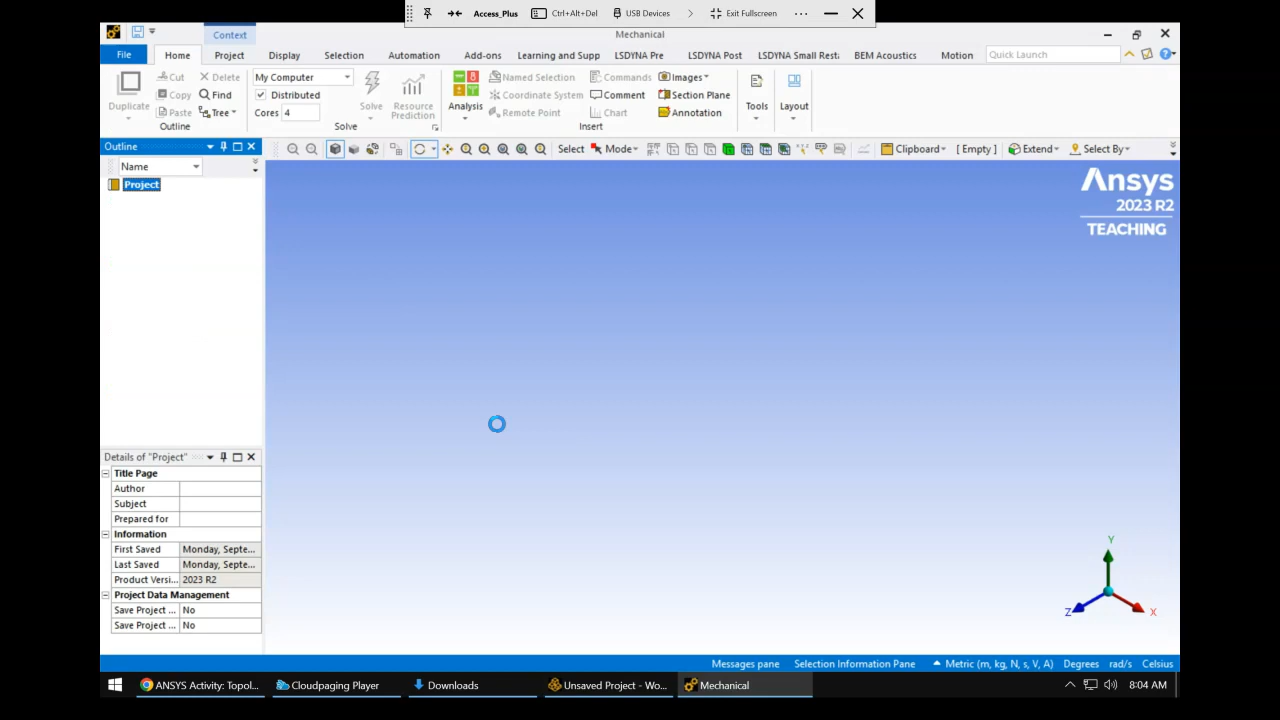 Access_Plus Ctrl+Alt+Del USB Devices Exit Fullscreen
Context Mechanical
File Home Project Display Selection Automation Add-ons Learning and Supp LSDYNA Pre LSDYNA Post LSDYNA Small Rest BEM Acoustics Motion Quick Launch
Duplicate Cut Delete My Computer Solve Resource Prediction Analysis Named Selection Commands Images Tools Layout
Copy Find Distributed Coordinate System Comment Section Plane
Paste Tree Cores 4 Remote Point Chart Annotation
Outline Solve Insert
Outline Select Mode Clipboard [ Empty ] Extend Select By
Name
Project
Ansys
2023 R2
TEACHING
Details of "Project"
Title Page
Author
Subject
Prepared for
Information
First Saved Monday, Septe...
Last Saved Monday, Septe...
Product Versi... 2023 R2
Project Data Management
Save Project ... No
Save Project ... No
Y
Z X
Messages pane Selection Information Pane Metric (m, kg, N, s, V, A) Degrees rad/s Celsius
ANSYS Activity: Topol... Cloudpaging Player Downloads Unsaved Project - Wo... Mechanical 8:04 AM